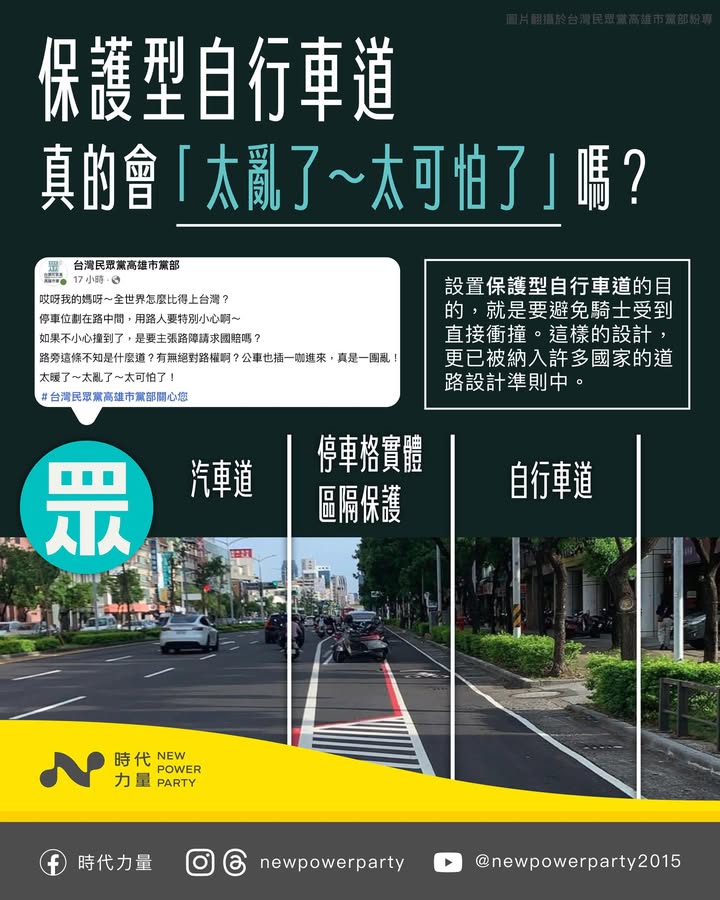 圖片翻攝於台灣民眾黨高雄市黨部粉專
保護型自行車道
真的會「太亂了～太可怕了」嗎？
眾
台灣民眾黨高雄市黨部
17 小時 ·
哎呀我的媽呀～全世界怎麼比得上台灣？
停車位劃在路中間，用路人要特別小心啊～
如果不小心撞到了，是要主張路障請求國賠嗎？
路旁這條不知是什麼道？有無絕對路權啊？公車也插一咖進來，真是一團亂！
太暖了～太亂了～太可怕了！
#台灣民眾黨高雄市黨部關心您
設置保護型自行車道的目
的，就是要避免騎士受到
直接衝撞。這樣的設計，
更已被納入許多國家的道
路設計準則中。
眾
汽車道
停車格實體
區隔保護
自行車道
時代
力量
NEW
POWER
PARTY
時代力量
newpowerparty
@newpowerparty2015